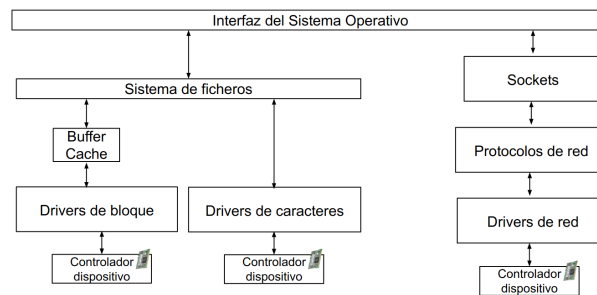 Interfaz del Sistema Operativo
Sistema de ficheros
Sockets
Buffer
Cache
Protocolos de red
Drivers de bloque
Drivers de caracteres
Drivers de red
Controlador
dispositivo
Controlador
dispositivo
Controlador
dispositivo